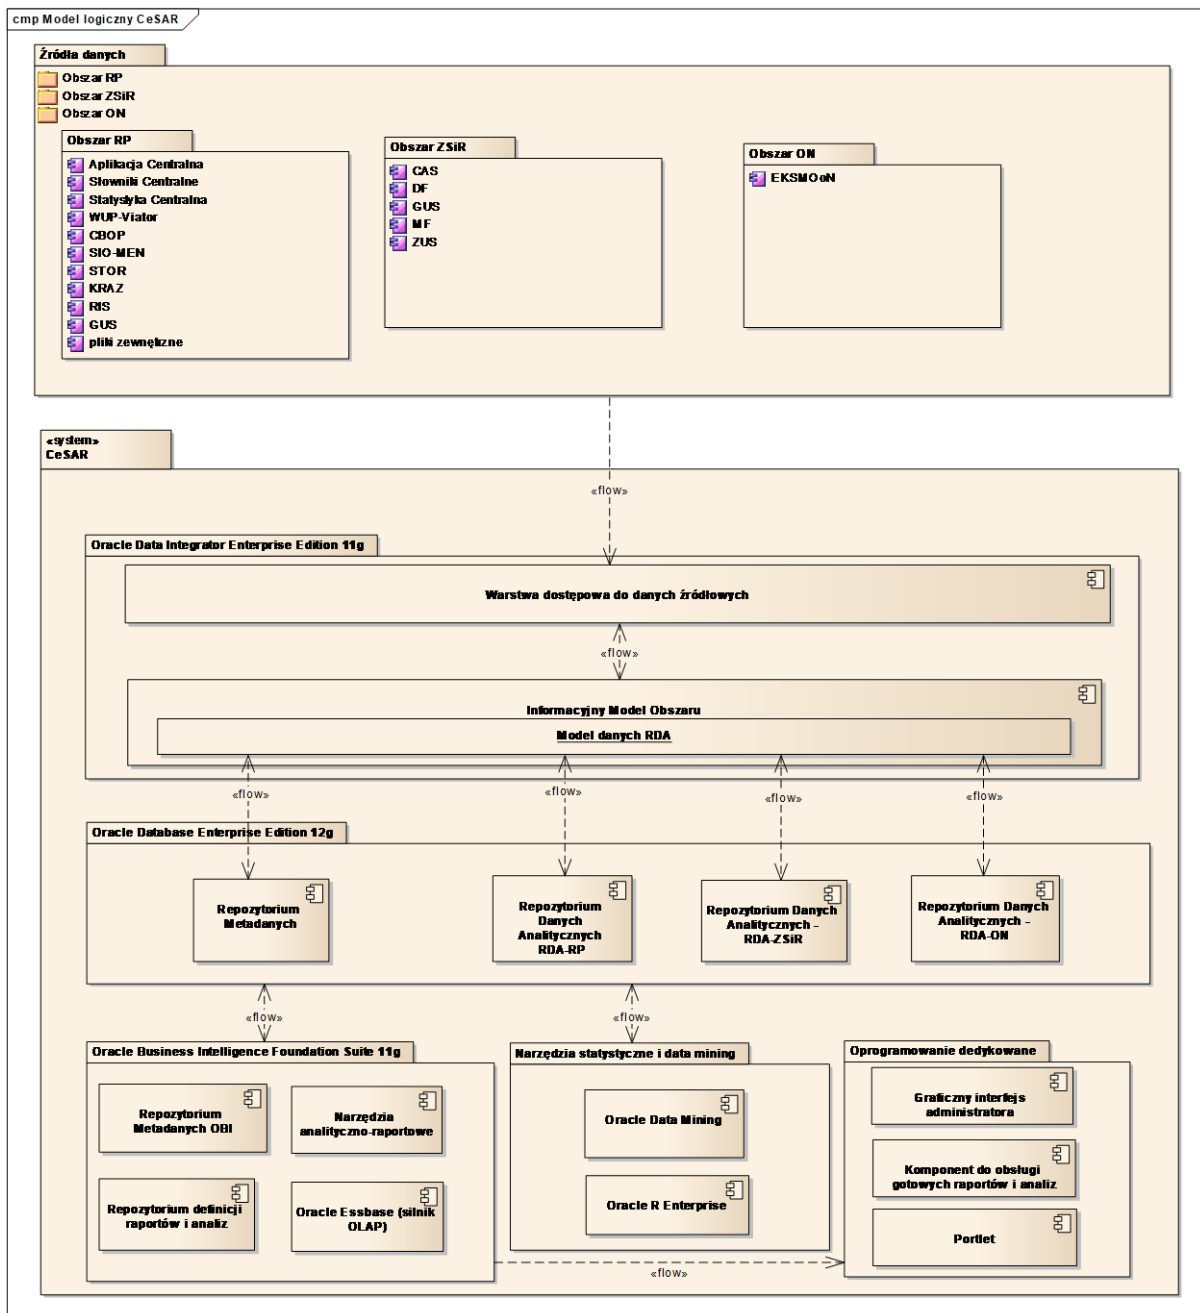 cmp Model logiczny CeSAR
Źródła danych
Obszar RP
Obszar ZSiR
Obszar ON
Obszar RP
Aplikacja Centralna
Słowniki Centralne
Statystyka Centralna
WUP-Viator
CBOP
SIO-MEN
STOR
KRAZ
RIS
GUS
pliki zewnętrzne
Obszar ZSiR
CAS
DF
GUS
MF
ZUS
Obszar ON
EKSMOoN
«system»
CeSAR
«flow»
Oracle Data Integrator Enterprise Edition 11g
Warstwa dostępowa do danych źródłowych
«flow»
Informacyjny Model Obszaru
Model danych RDA
«flow»
«flow»
«flow»
«flow»
Oracle Database Enterprise Edition 12g
Repozytorium
Metadanych
Repozytorium
Danych
Analitycznych
RDA-RP
Repozytorium Danych
Analitycznych –
RDA-ZSiR
Repozytorium Danych
Analitycznych –
RDA-ON
«flow»
«flow»
Oracle Business Intelligence Foundation Suite 11g
Repozytorium
Metadanych OBI
Narzędzia
analityczno-raportowe
Repozytorium definicji
raportów i analiz
Oracle Essbase (silnik
OLAP)
Narzędzia statystyczne i data mining
Oracle Data Mining
Oracle R Enterprise
Oprogramowanie dedykowane
Graficzny interfejs
administratora
Komponent do obsługi
gotowych raportów i analiz
Portlet
«flow»